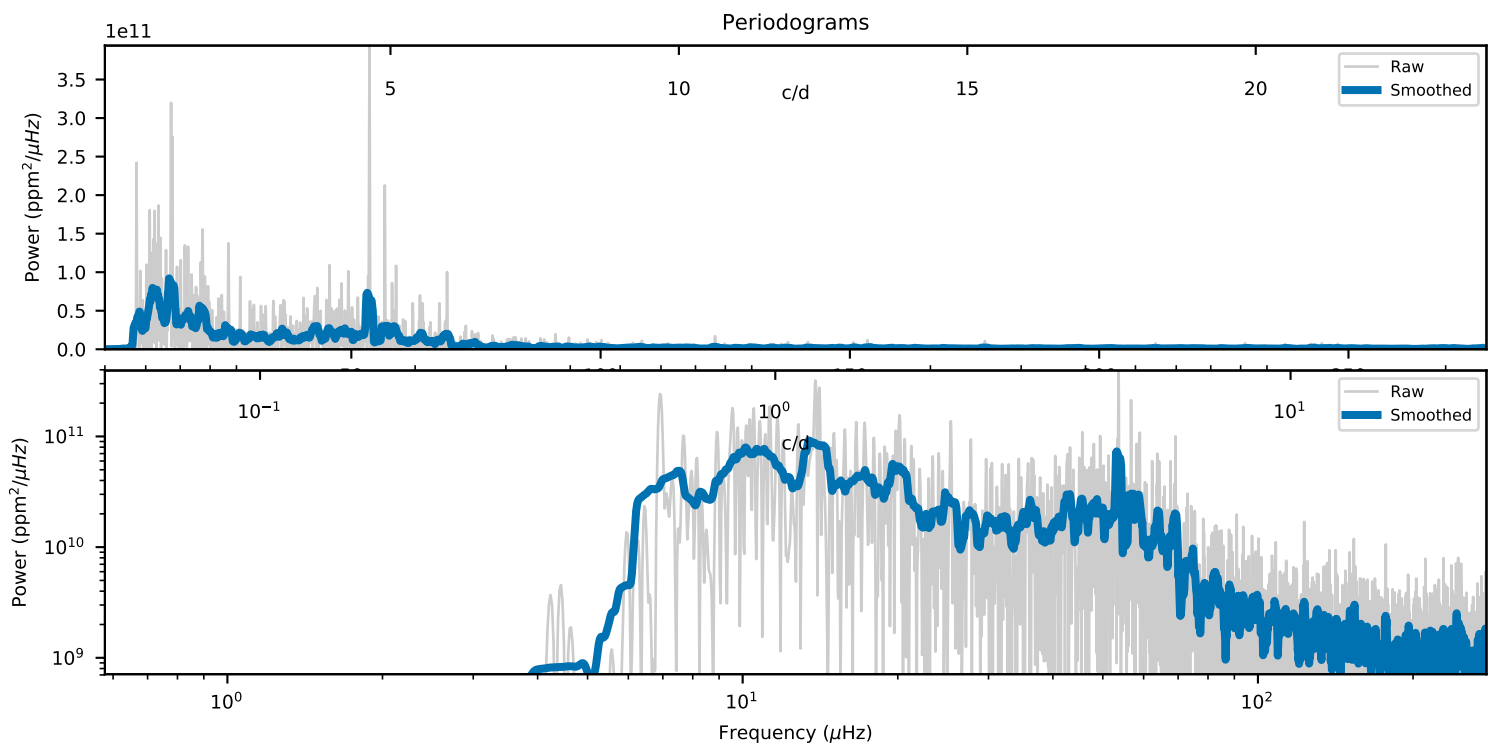 Periodograms
1e11
Power (ppm²/μHz)
3.5
3.0
2.5
2.0
1.5
1.0
0.5
0.0
5 10 15 20
c/d
Raw
Smoothed
Power (ppm²/μHz)
10¹¹
10¹⁰
10⁹
10⁻¹ 10⁰ 10¹
c/d
Raw
Smoothed
10⁰ 10¹ 10²
Frequency (μHz)